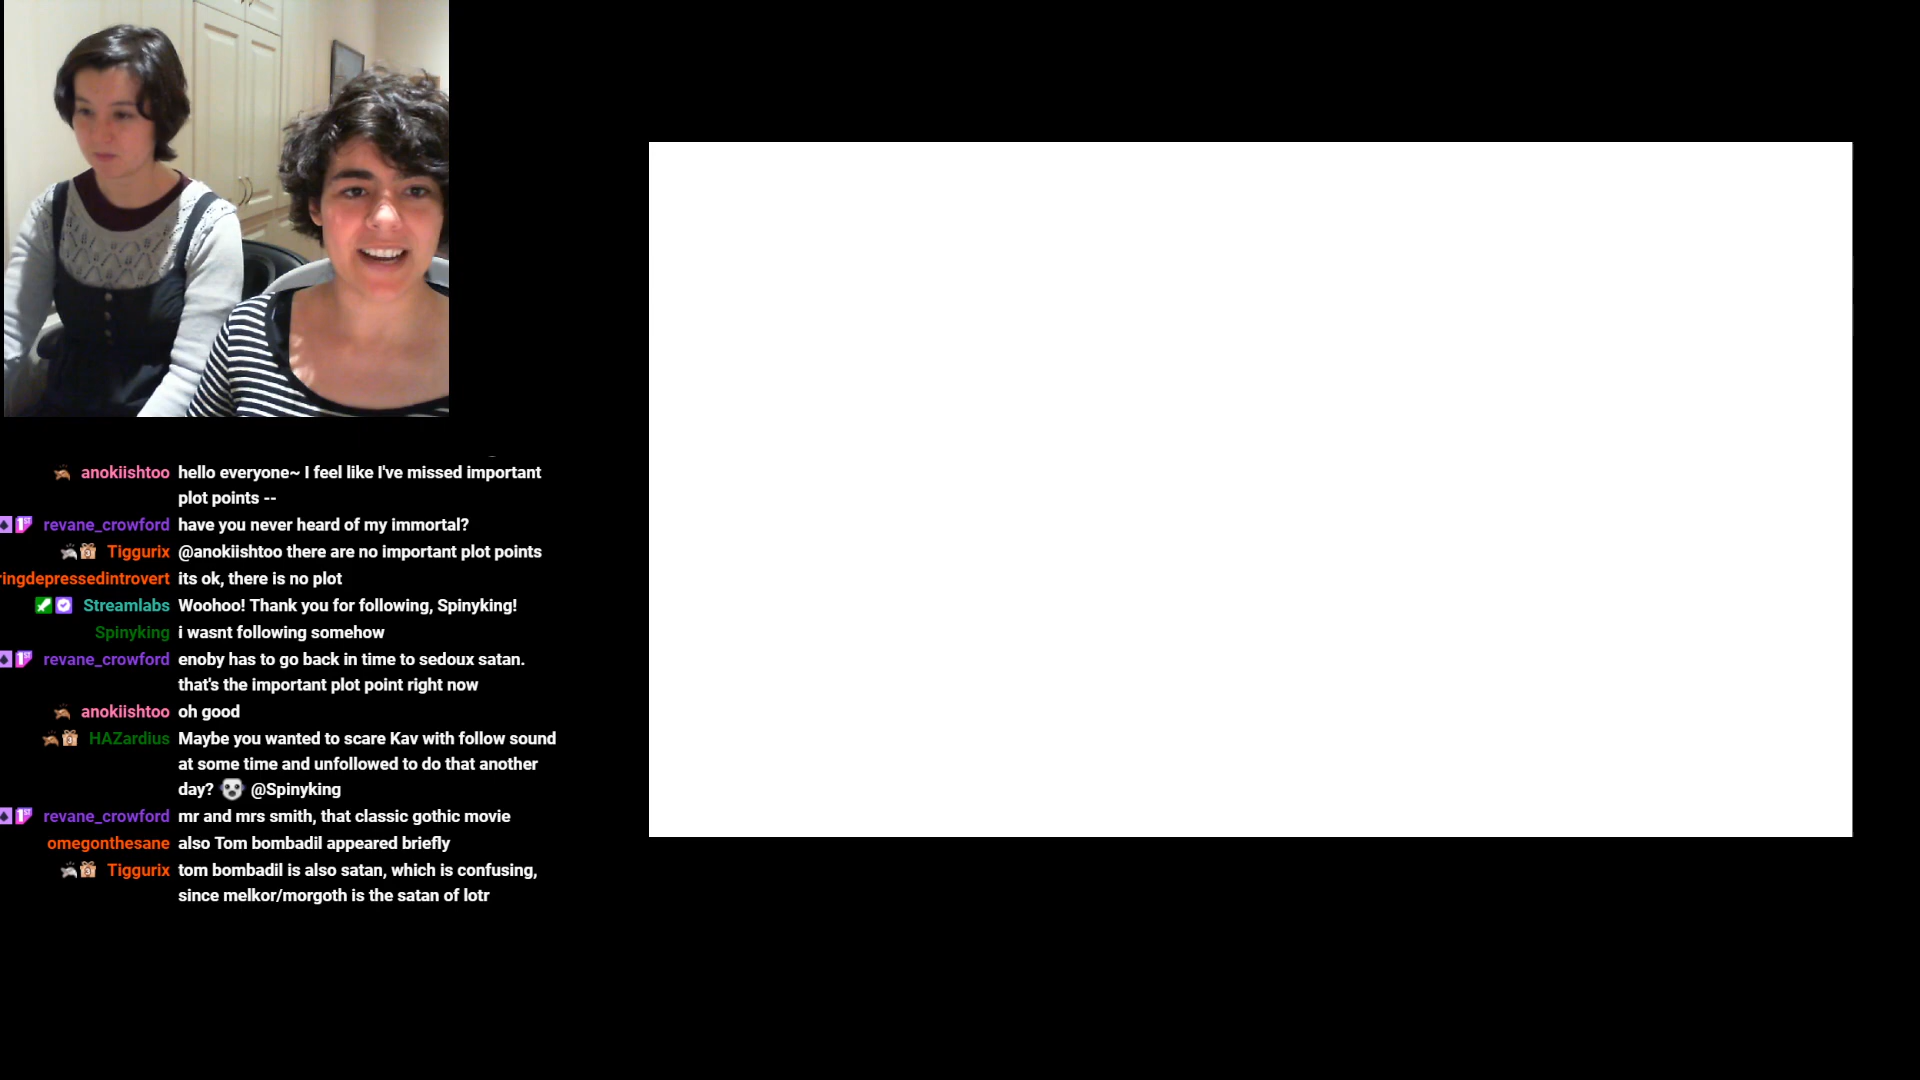 anokiishtoo hello everyone~ I feel like I've missed important
plot points --
revane_crowford have you never heard of my immortal?
Tiggurix @anokiishtoo there are no important plot points
ringdepressedintrovert its ok, there is no plot
Streamlabs Woohoo! Thank you for following, Spinyking!
Spinyking i wasnt following somehow
revane_crowford enoby has to go back in time to sedoux satan.
that's the important plot point right now
anokiishtoo oh good
HAZardius Maybe you wanted to scare Kav with follow sound
at some time and unfollowed to do that another
day? @Spinyking
revane_crowford mr and mrs smith, that classic gothic movie
omegonthesane also Tom bombadil appeared briefly
Tiggurix tom bombadil is also satan, which is confusing,
since melkor/morgoth is the satan of lotr